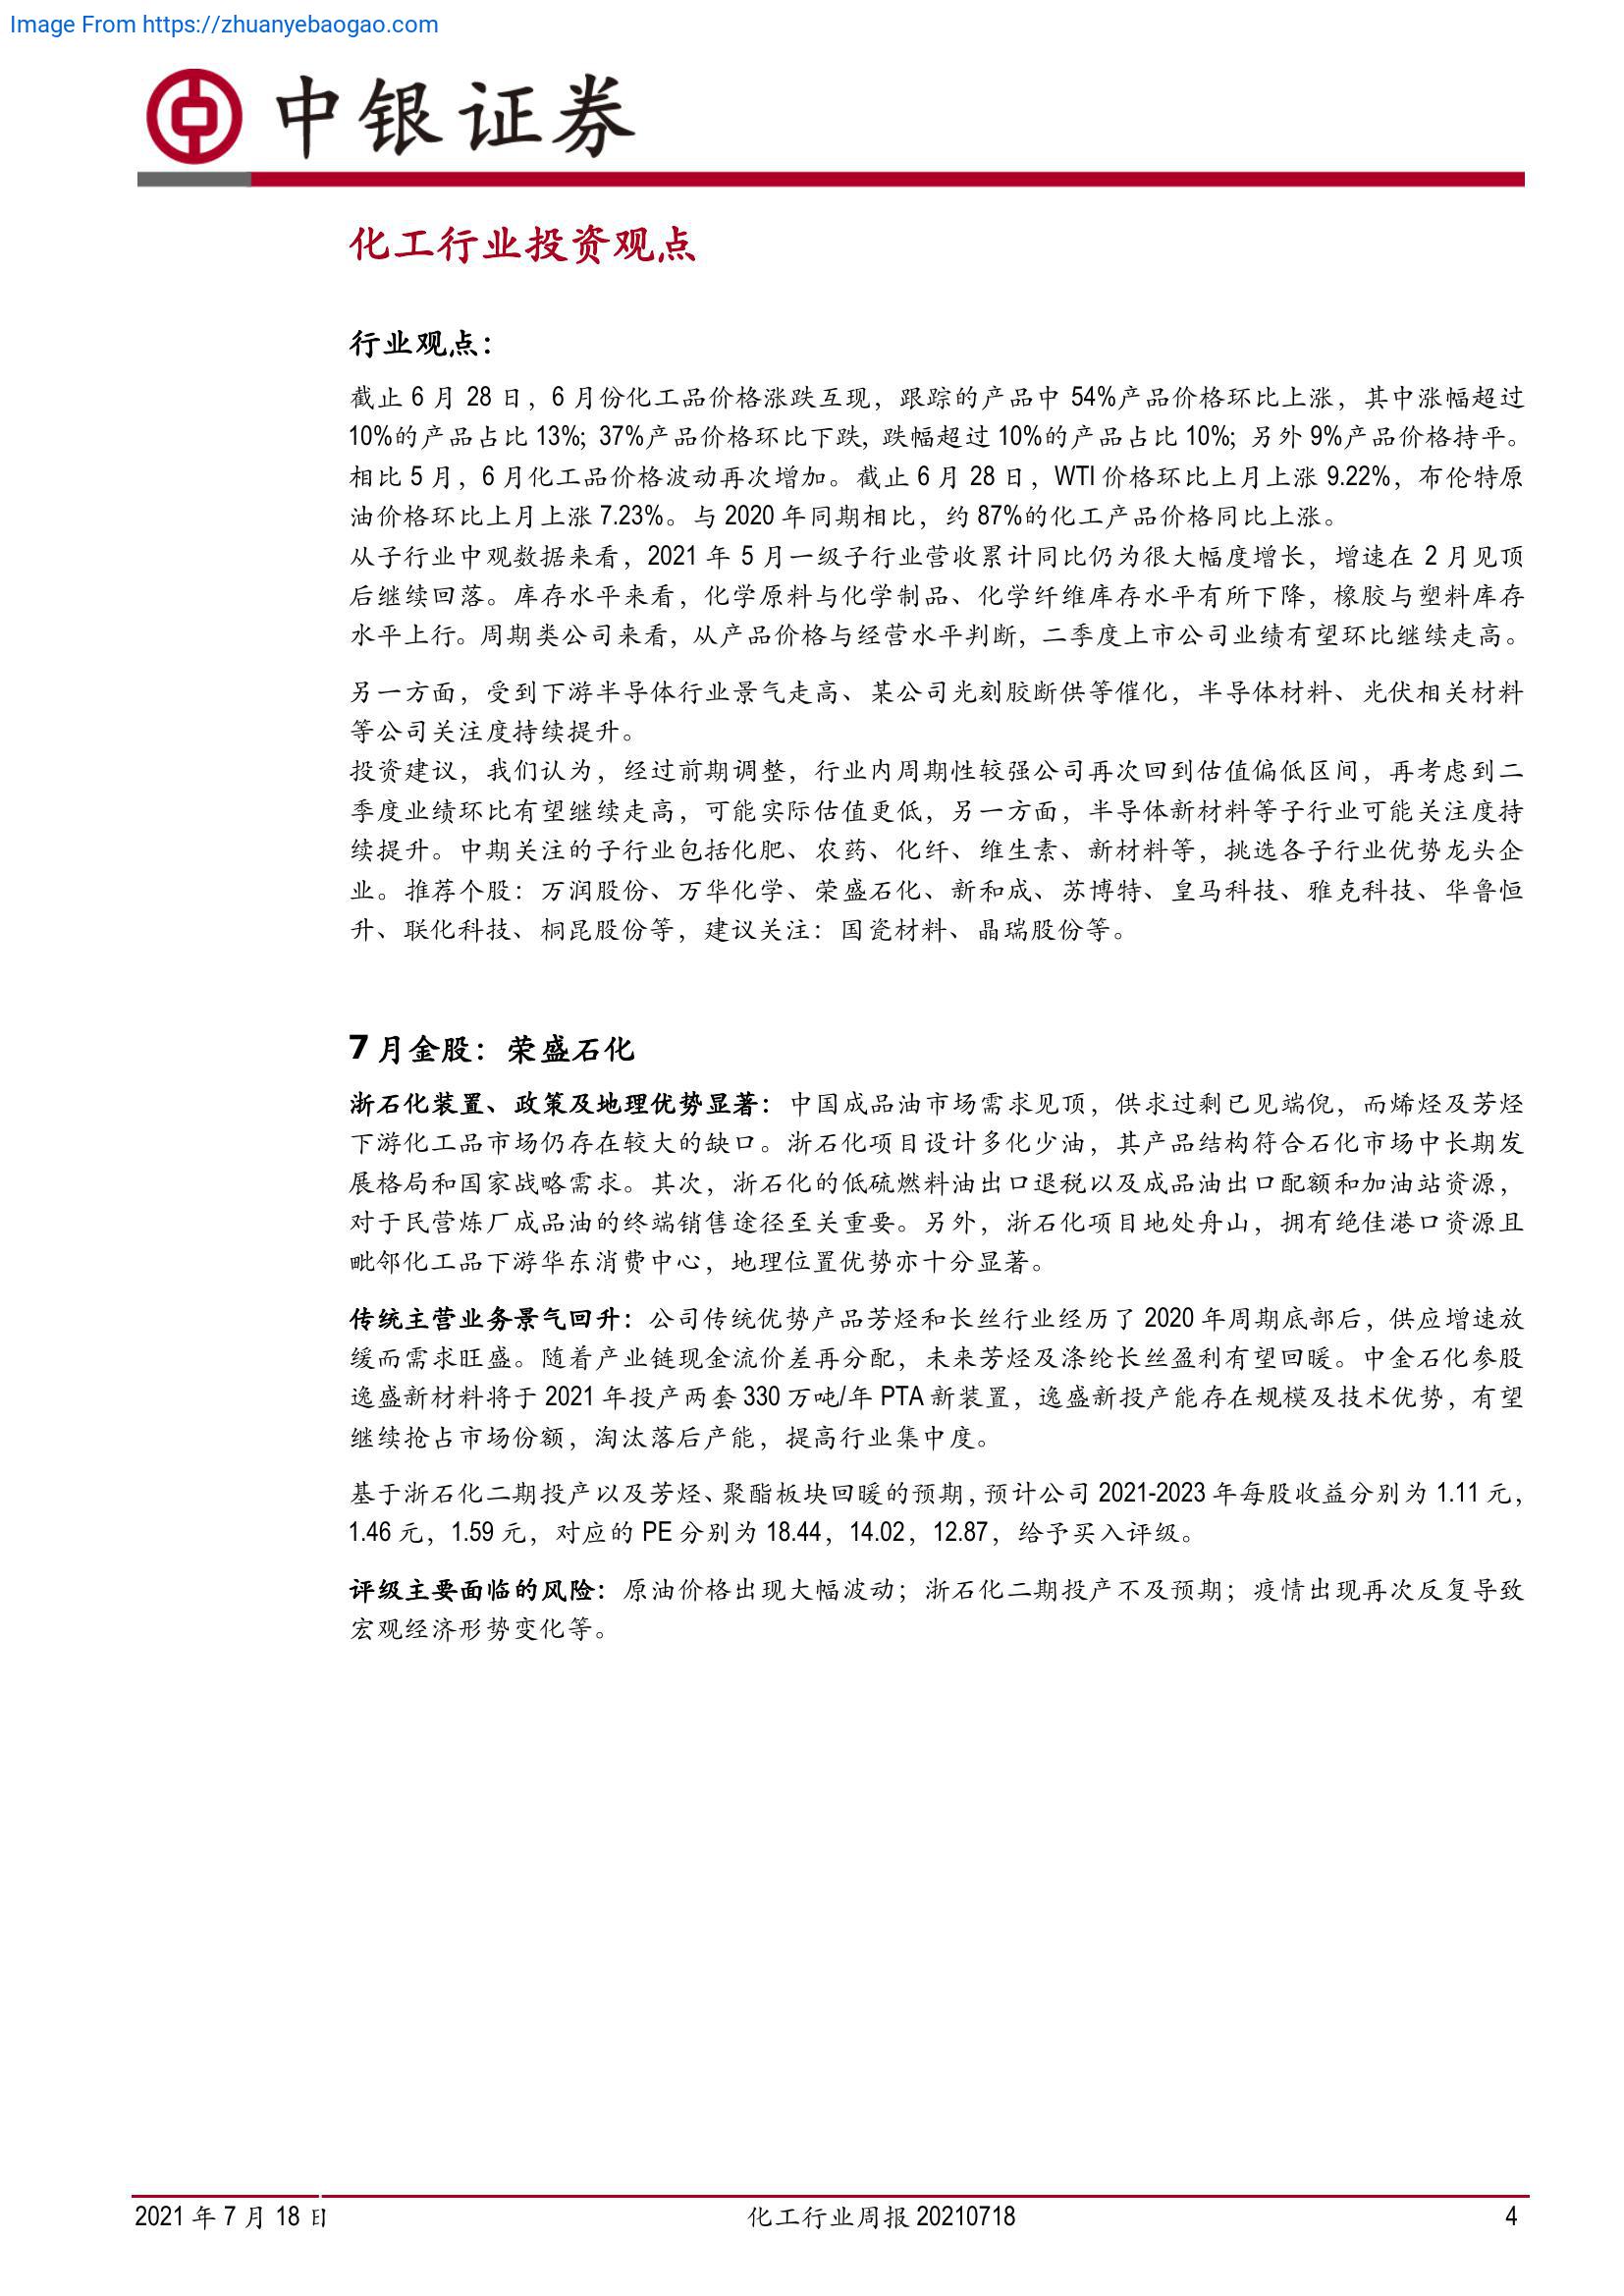 Image From https://zhuanyebaogao.com
中银证券
化工行业投资观点
行业观点：
截止 6 月 28 日，6 月份化工品价格涨跌互现，跟踪的产品中 54%产品价格环比上涨，其中涨幅超过
10%的产品占比 13%；37%产品价格环比下跌，跌幅超过 10%的产品占比 10%；另外 9%产品价格持平。
相比 5 月，6 月化工品价格波动再次增加。截止 6 月 28 日，WTI 价格环比上月上涨 9.22%，布伦特原
油价格环比上月上涨 7.23%。与 2020 年同期相比，约 87%的化工产品价格同比上涨。
从子行业中观数据来看，2021 年 5 月一级子行业营收累计同比仍为很大幅度增长，增速在 2 月见顶
后继续回落。库存水平来看，化学原料与化学制品、化学纤维库存水平有所下降，橡胶与塑料库存
水平上行。周期类公司来看，从产品价格与经营水平判断，二季度上市公司业绩有望环比继续走高。
另一方面，受到下游半导体行业景气走高、某公司光刻胶断供等催化，半导体材料、光伏相关材料
等公司关注度持续提升。
投资建议，我们认为，经过前期调整，行业内周期性较强公司再次回到估值偏低区间，再考虑到二
季度业绩环比有望继续走高，可能实际估值更低，另一方面，半导体新材料等子行业可能关注度持
续提升。中期关注的子行业包括化肥、农药、化纤、维生素、新材料等，挑选各子行业优势龙头企
业。推荐个股：万润股份、万华化学、荣盛石化、新和成、苏博特、皇马科技、雅克科技、华鲁恒
升、联化科技、桐昆股份等，建议关注：国瓷材料、晶瑞股份等。
7 月金股：荣盛石化
浙石化装置、政策及地理优势显著：中国成品油市场需求见顶，供求过剩已见端倪，而烯烃及芳烃
下游化工品市场仍存在较大的缺口。浙石化项目设计多化少油，其产品结构符合石化市场中长期发
展格局和国家战略需求。其次，浙石化的低硫燃料油出口退税以及成品油出口配额和加油站资源，
对于民营炼厂成品油的终端销售途径至关重要。另外，浙石化项目地处舟山，拥有绝佳港口资源且
毗邻化工品下游华东消费中心，地理位置优势亦十分显著。
传统主营业务景气回升：公司传统优势产品芳烃和长丝行业经历了 2020 年周期底部后，供应增速放
缓而需求旺盛。随着产业链现金流价差再分配，未来芳烃及涤纶长丝盈利有望回暖。中金石化参股
逸盛新材料将于 2021 年投产两套 330 万吨/年 PTA 新装置，逸盛新投产能存在规模及技术优势，有望
继续抢占市场份额，淘汰落后产能，提高行业集中度。
基于浙石化二期投产以及芳烃、聚酯板块回暖的预期，预计公司 2021-2023 年每股收益分别为 1.11 元，
1.46 元，1.59 元，对应的 PE 分别为 18.44，14.02，12.87，给予买入评级。
评级主要面临的风险：原油价格出现大幅波动；浙石化二期投产不及预期；疫情出现再次反复导致
宏观经济形势变化等。
2021 年 7 月 18 日 化工行业周报 20210718 4